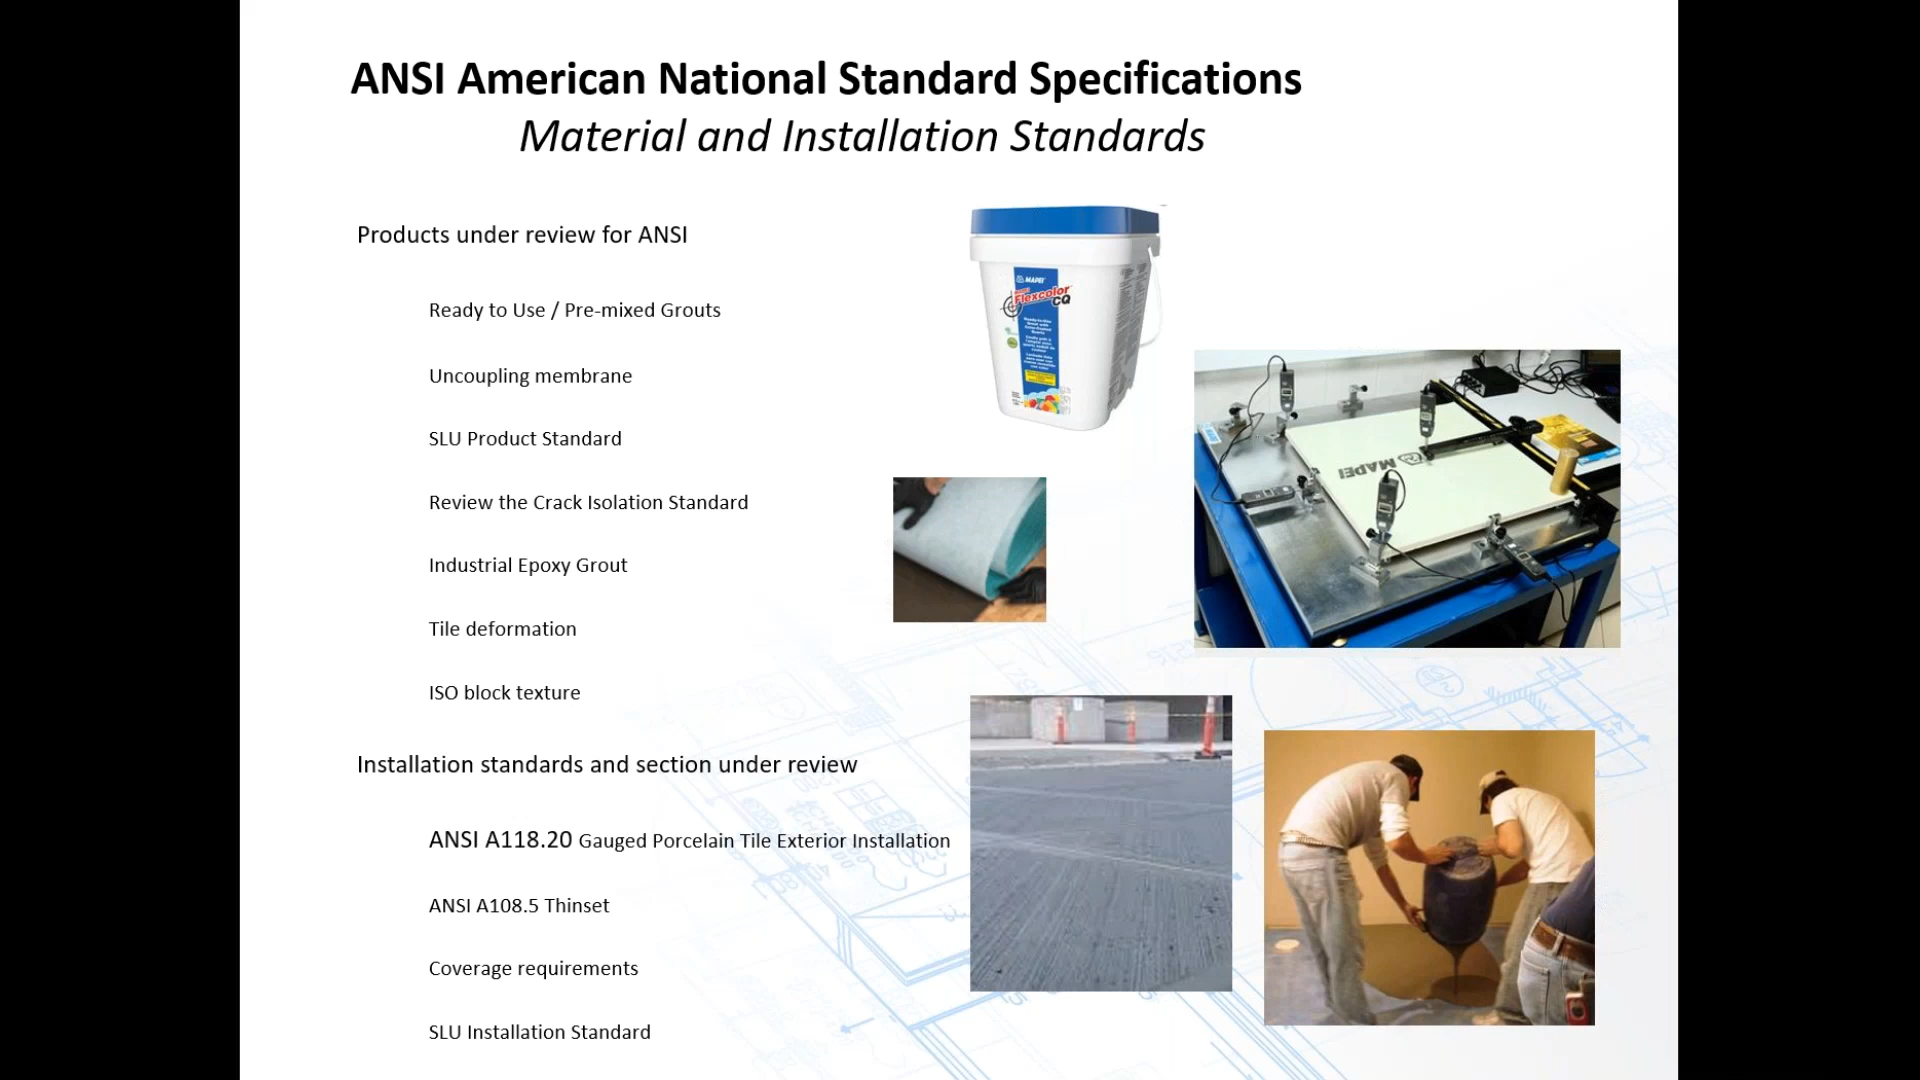 ANSI American National Standard Specifications
Material and Installation Standards
Products under review for ANSI
Ready to Use / Pre-mixed Grouts
Uncoupling membrane
SLU Product Standard
Review the Crack Isolation Standard
Industrial Epoxy Grout
Tile deformation
ISO block texture
Installation standards and section under review
ANSI A118.20 Gauged Porcelain Tile Exterior Installation
ANSI A108.5 Thinset
Coverage requirements
SLU Installation Standard
MAPEI
Flexcolor
CQ
MAPEI